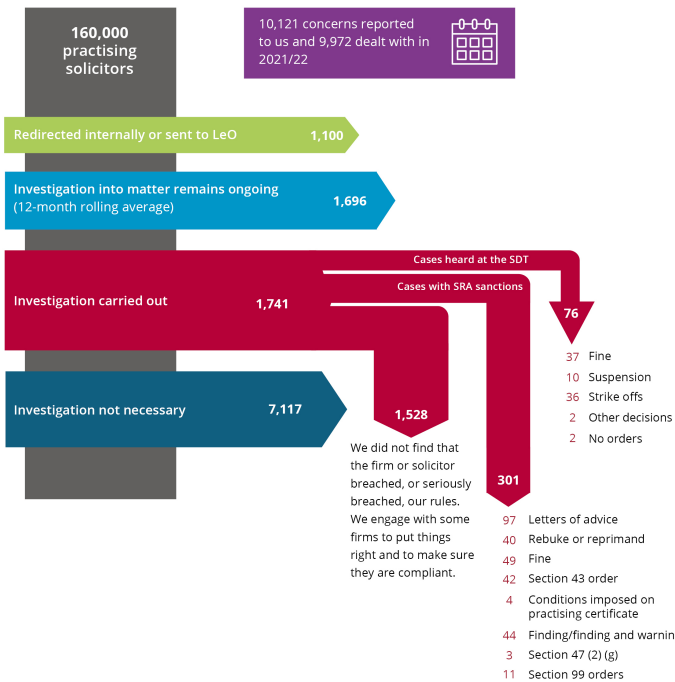 160,000
practising
solicitors
10,121 concerns reported
to us and 9,972 dealt with in
2021/22
Redirected internally or sent to LeO 1,100
Investigation into matter remains ongoing
(12-month rolling average)
1,696
Cases heard at the SDT
Cases with SRA sanctions
Investigation carried out 1,741
76
37 Fine
10 Suspension
36 Strike offs
2 Other decisions
2 No orders
Investigation not necessary 7,117
1,528
We did not find that
the firm or solicitor
breached, or seriously
breached, our rules.
We engage with some
firms to put things
right and to make sure
they are compliant.
301
97 Letters of advice
40 Rebuke or reprimand
49 Fine
42 Section 43 order
4 Conditions imposed on
practising certificate
44 Finding/finding and warnin
3 Section 47 (2) (g)
11 Section 99 orders